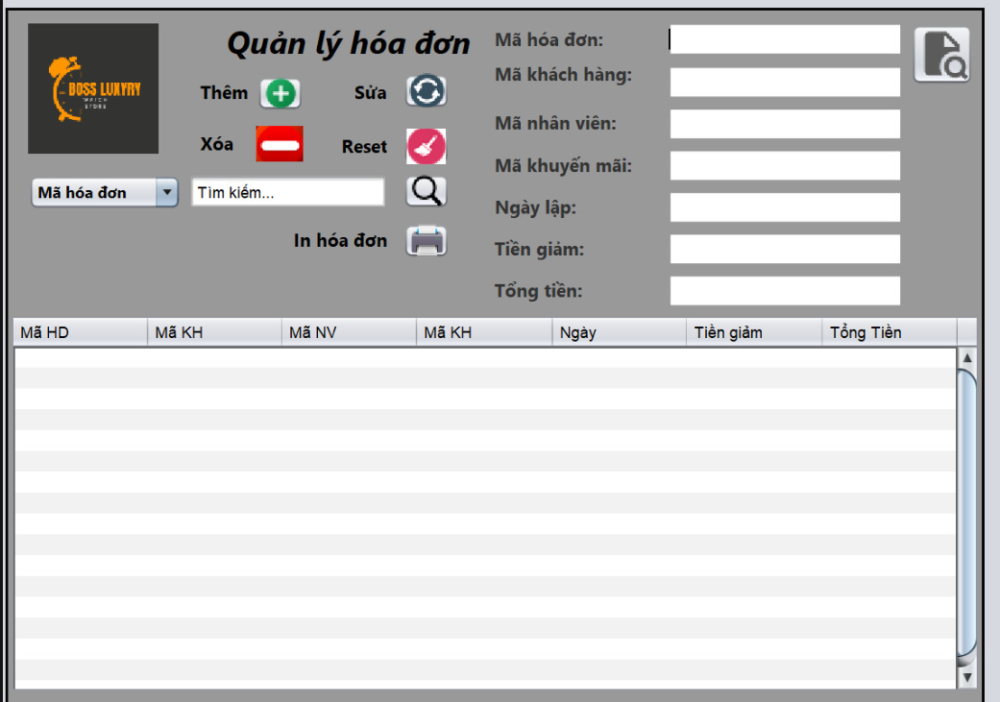 BOSS LUXYRY
WATCH
STORE
Quản lý hóa đơn
Thêm
Sửa
Xóa
Reset
Mã hóa đơn
Tìm kiếm...
In hóa đơn
Mã hóa đơn:
Mã khách hàng:
Mã nhân viên:
Mã khuyến mãi:
Ngày lập:
Tiền giảm:
Tổng tiền:
Mã HD Mã KH Mã NV Mã KH Ngày Tiền giảm Tổng Tiền